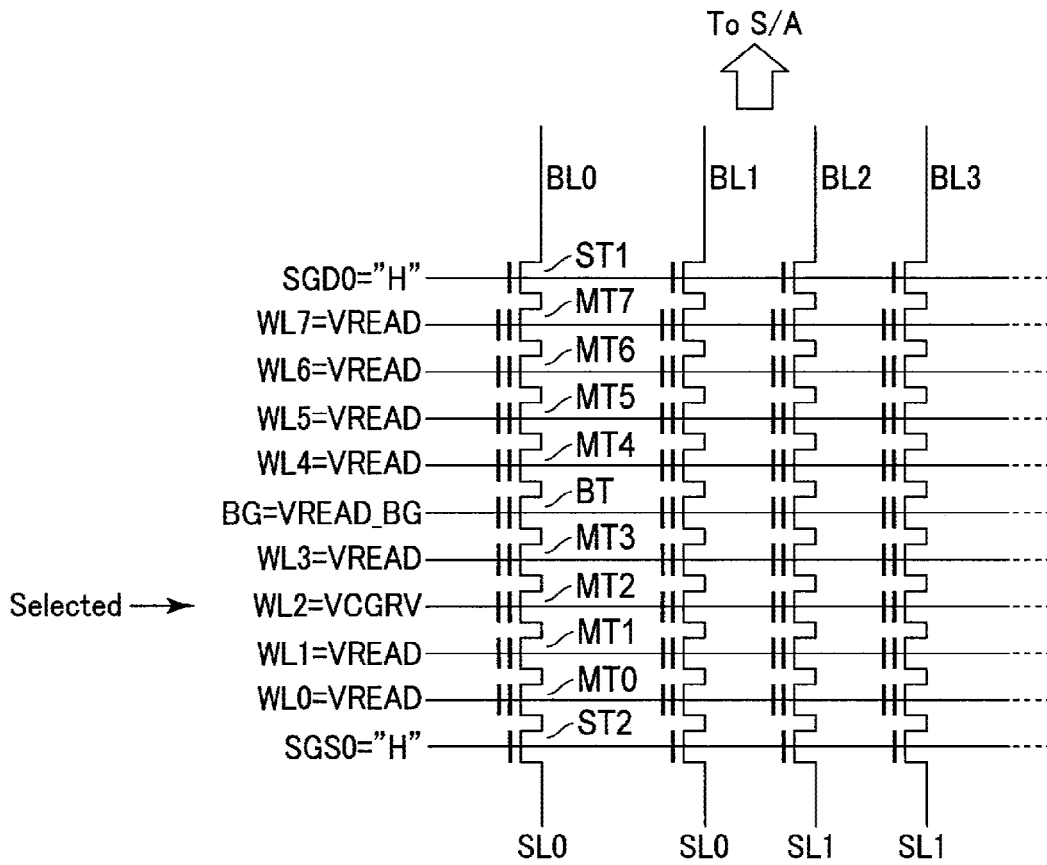 To S/A
BL0 BL1 BL2 BL3
SGD0="H" ST1
WL7=VREAD MT7
WL6=VREAD MT6
WL5=VREAD MT5
WL4=VREAD MT4
BG=VREAD_BG BT
WL3=VREAD MT3
Selected WL2=VCGRV MT2
WL1=VREAD MT1
WL0=VREAD MT0
SGS0="H" ST2
SL0 SL0 SL1 SL1